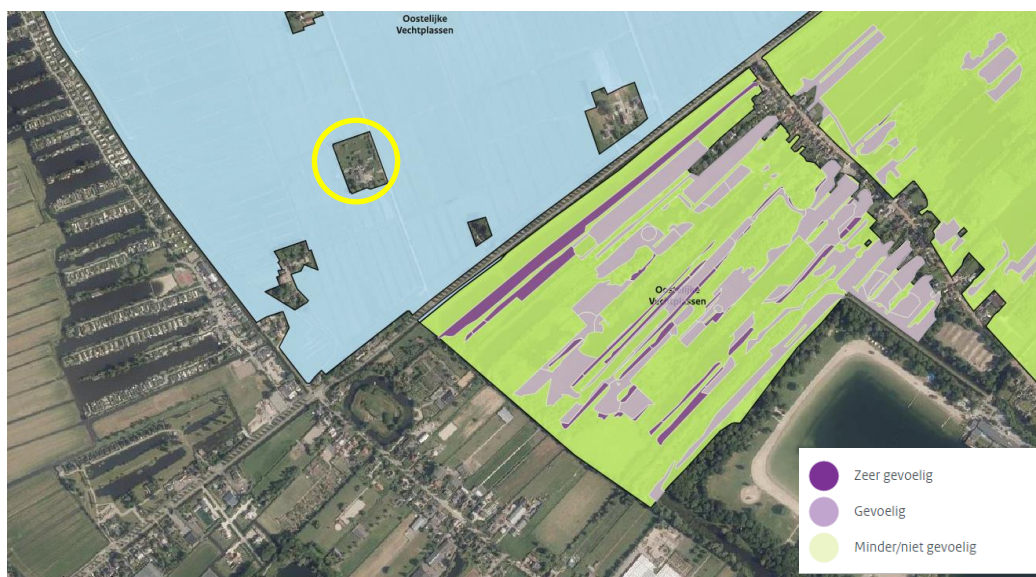 Oostelijke
Vechtplassen
Oostelijke
Vechtplassen
Zeer gevoelig
Gevoelig
Minder/niet gevoelig